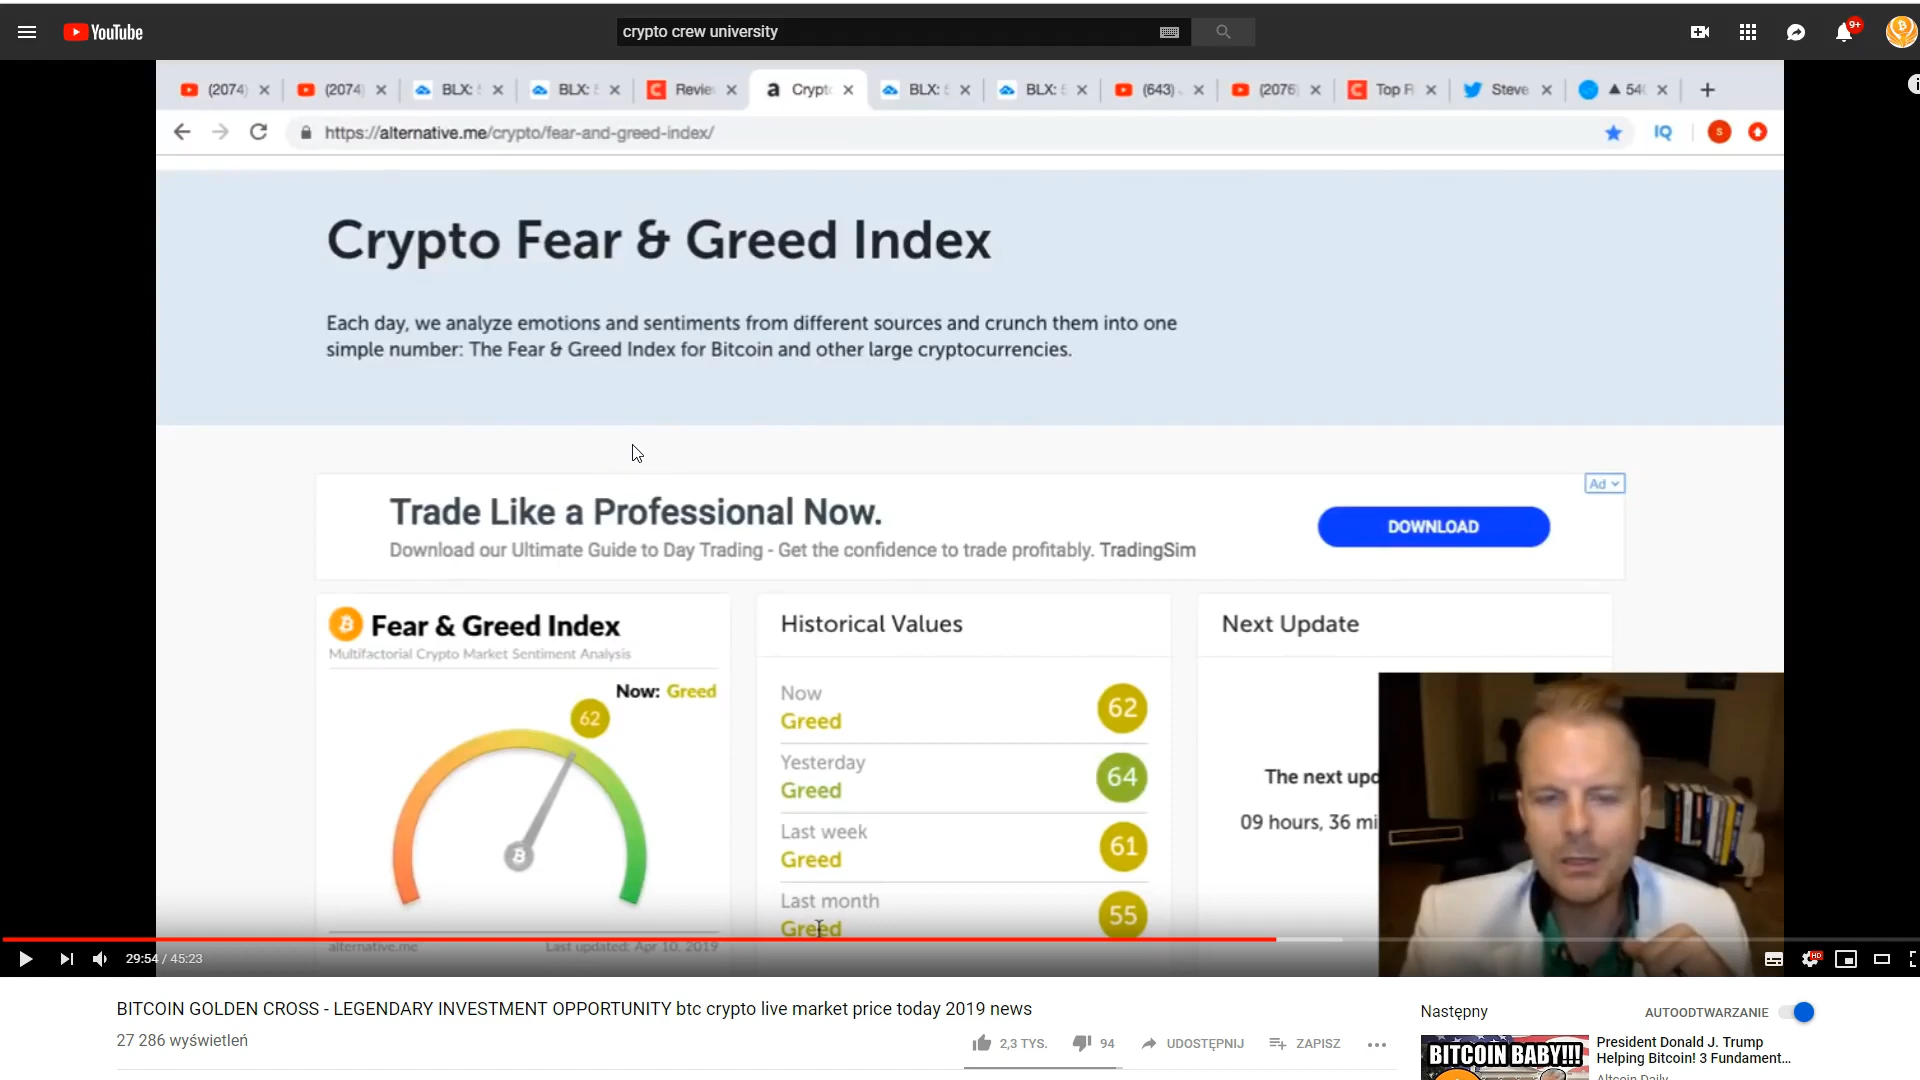 YouTube
crypto crew university
9+
(2074)
(2074)
BLX:
BLX:
Crypt
BLX:
BLX:
(643)
(2076)
Steve
https://alternative.me/crypto/fear-and-greed-index/
IQ
S
Crypto Fear & Greed Index
Each day, we analyze emotions and sentiments from different sources and crunch them into one
simple number: The Fear & Greed Index for Bitcoin and other large cryptocurrencies.
Ad
Trade Like a Professional Now.
Download our Ultimate Guide to Day Trading - Get the confidence to trade profitably. TradingSim
DOWNLOAD
Fear & Greed Index
Multifactorial Crypto Market Sentiment Analysis
Now: Greed
62
alternative.me
Last updated: Apr 10, 2019
Historical Values
Now
Greed
62
Yesterday
Greed
64
Last week
Greed
61
Last month
Greed
55
Next Update
The next upd
09 hours, 36 mi
29:54 / 45:23
HD
BITCOIN GOLDEN CROSS - LEGENDARY INVESTMENT OPPORTUNITY btc crypto live market price today 2019 news
27 286 wyświetleń
2,3 TYS.
94
UDOSTĘPNIJ
ZAPISZ
Następny
AUTOODTWARZANIE
BITCOIN BABY!!!
President Donald J. Trump
Helping Bitcoin! 3 Fundament...
Altcoin Daily